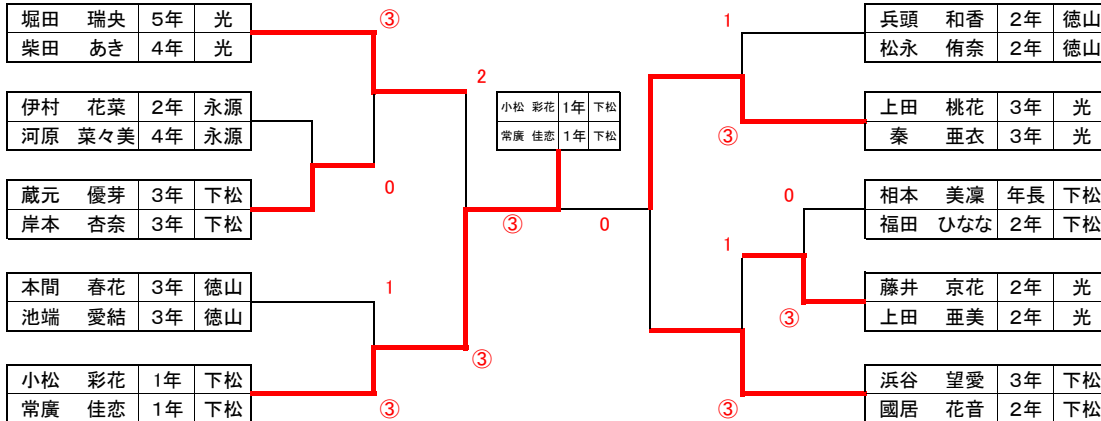 堀田 瑞央 5年 光
柴田 あき 4年 光
伊村 花菜 2年 永源
河原 菜々美 4年 永源
蔵元 優芽 3年 下松
岸本 杏奈 3年 下松
本間 春花 3年 徳山
池端 愛結 3年 徳山
小松 彩花 1年 下松
常廣 佳恋 1年 下松
③
0
1
③
2
③
小松 彩花 1年 下松
常廣 佳恋 1年 下松
③
0
1
③
0
1
③
③
兵頭 和香 2年 徳山
松永 侑奈 2年 徳山
上田 桃花 3年 光
秦 亜衣 3年 光
相本 美凜 年長 下松
福田 ひなな 2年 下松
藤井 京花 2年 光
上田 亜美 2年 光
浜谷 望愛 3年 下松
國居 花音 2年 下松